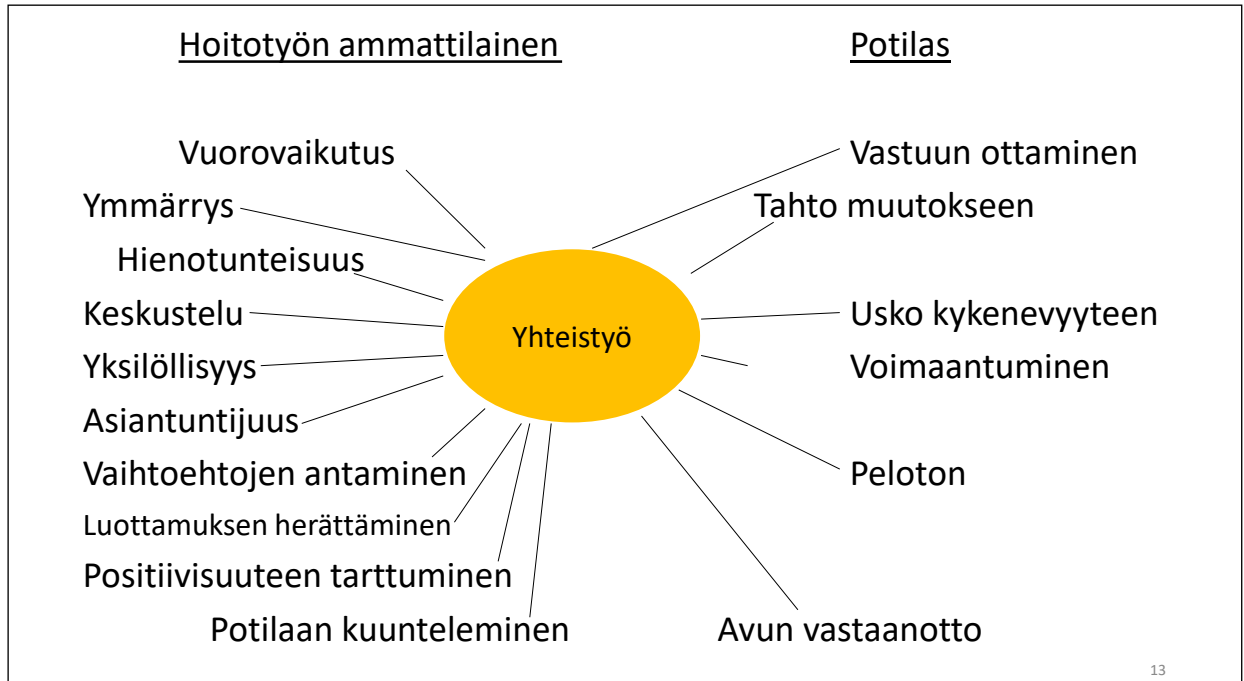 Hoitotyön ammattilainen
Potilas
Vuorovaikutus
Ymmärrys
Hienotunteisuus
Keskustelu
Yksilöllisyys
Asiantuntijuus
Vaihtoehtojen antaminen
Luottamuksen herättäminen
Positiivisuuteen tarttuminen
Potilaan kuunteleminen
Yhteistyö
Vastuun ottaminen
Tahto muutokseen
Usko kykenevyyteen
Voimaantuminen
Peloton
Avun vastaanotto
13